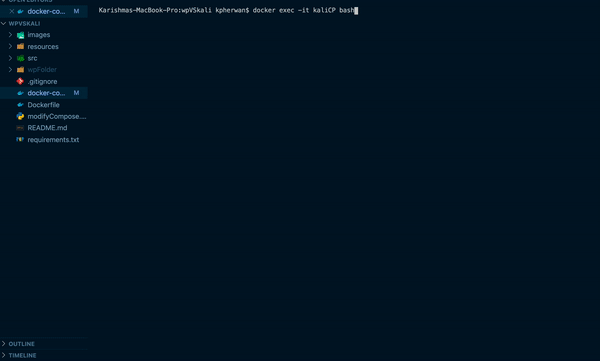 OPEN EDITORS
docker-co... M
WPVSKALI
images
resources
src
wpFolder
.gitignore
docker-co... M
Dockerfile
modifyCompose....
README.md
requirements.txt
OUTLINE
TIMELINE
Karishmas-MacBook-Pro:wpVSkali kpherwan$ docker exec -it kaliCP bash